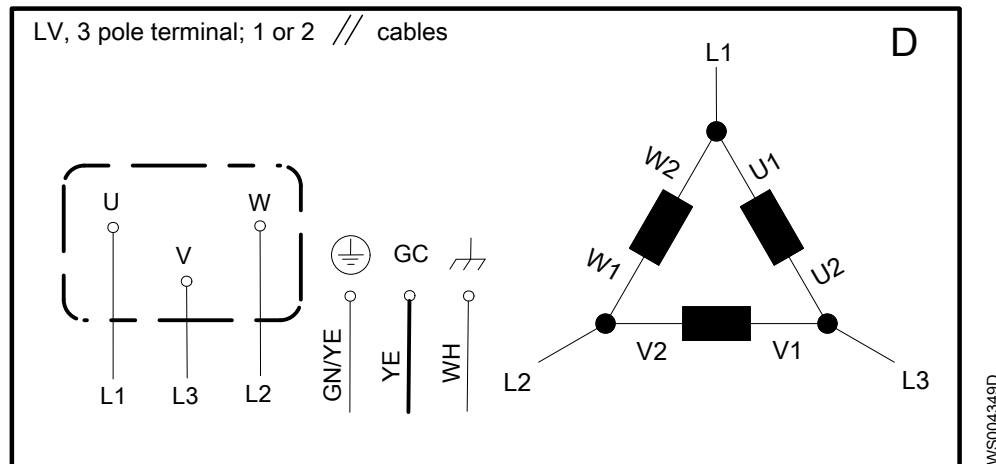 LV, 3 pole terminal; 1 or 2 // cables
D
L1
U
W
V
L1
L3
L2
GC
GN/YE
YE
WH
W2
U1
W1
U2
V2
V1
L2
L3
WS004349D